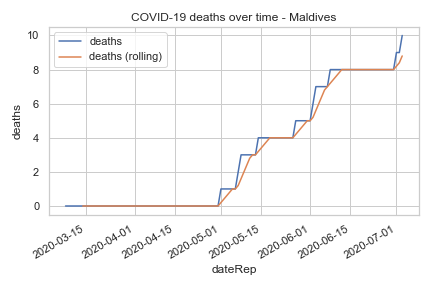 COVID-19 deaths over time - Maldives
deaths
deaths (rolling)
10
8
6
4
2
0
deaths
2020-03-15
2020-04-01
2020-04-15
2020-05-01
2020-05-15
2020-06-01
2020-06-15
2020-07-01
dateRep